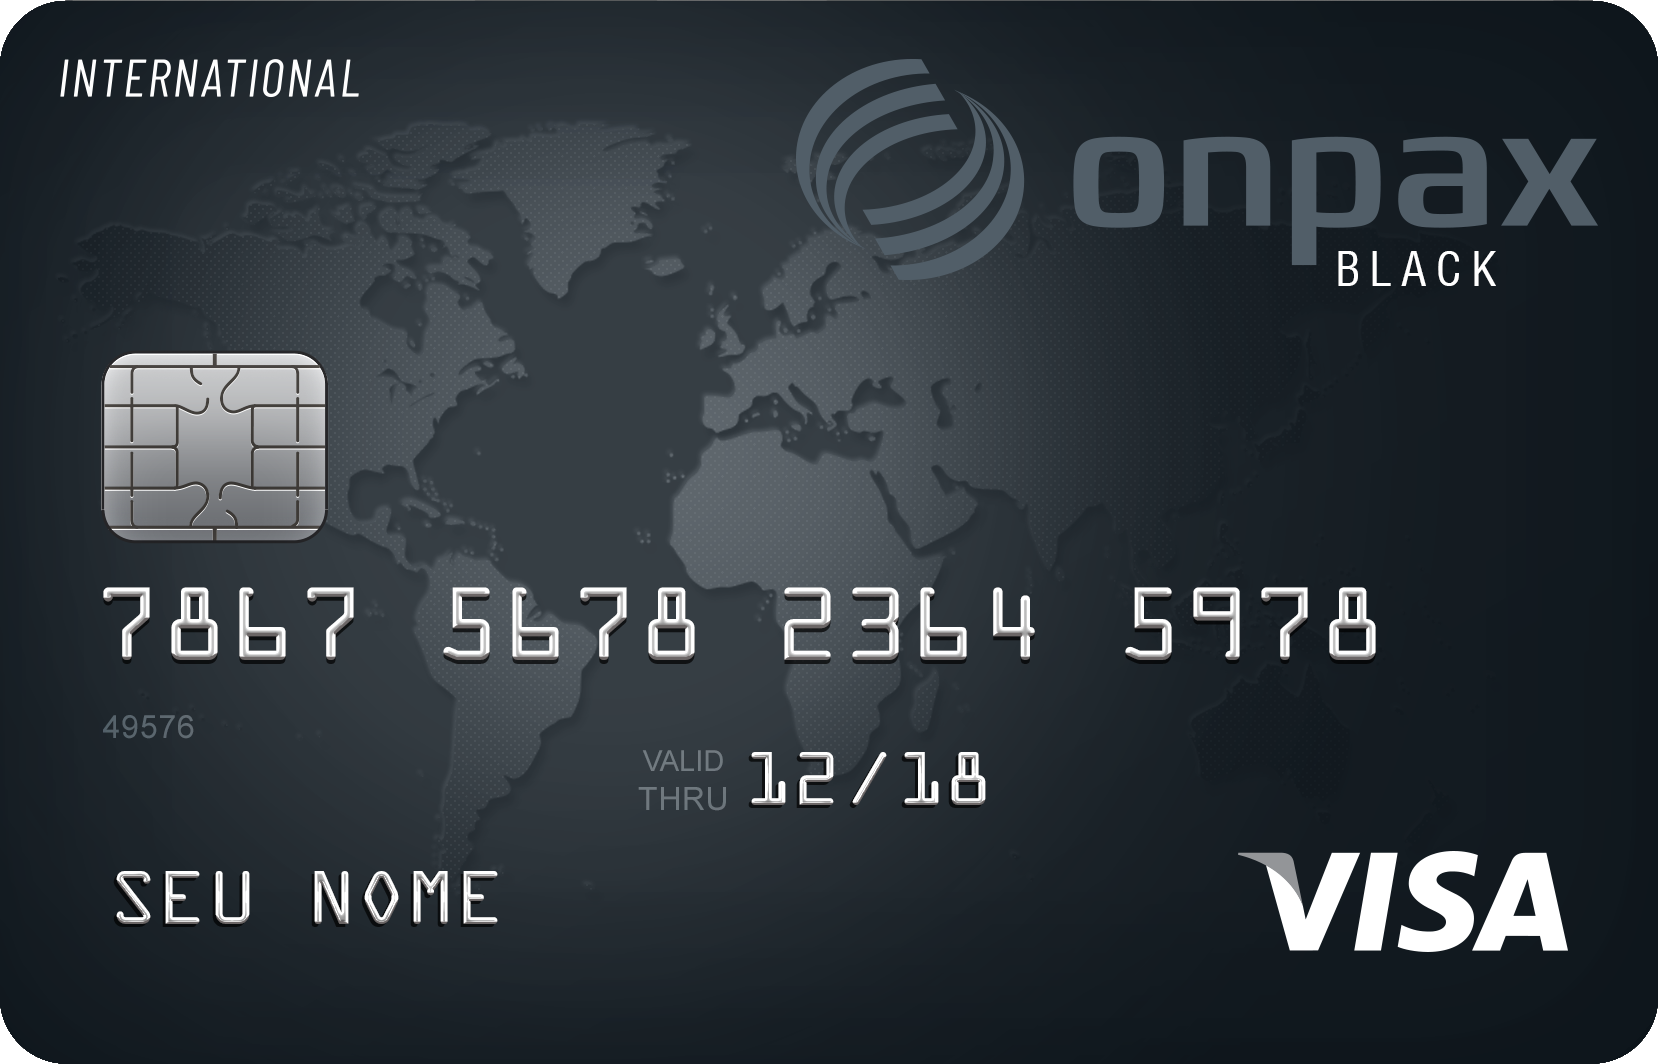 INTERNATIONAL
onpax
BLACK
7867 5678 2364 5978
49576
VALID
THRU 12/18
SEU NOME
VISA